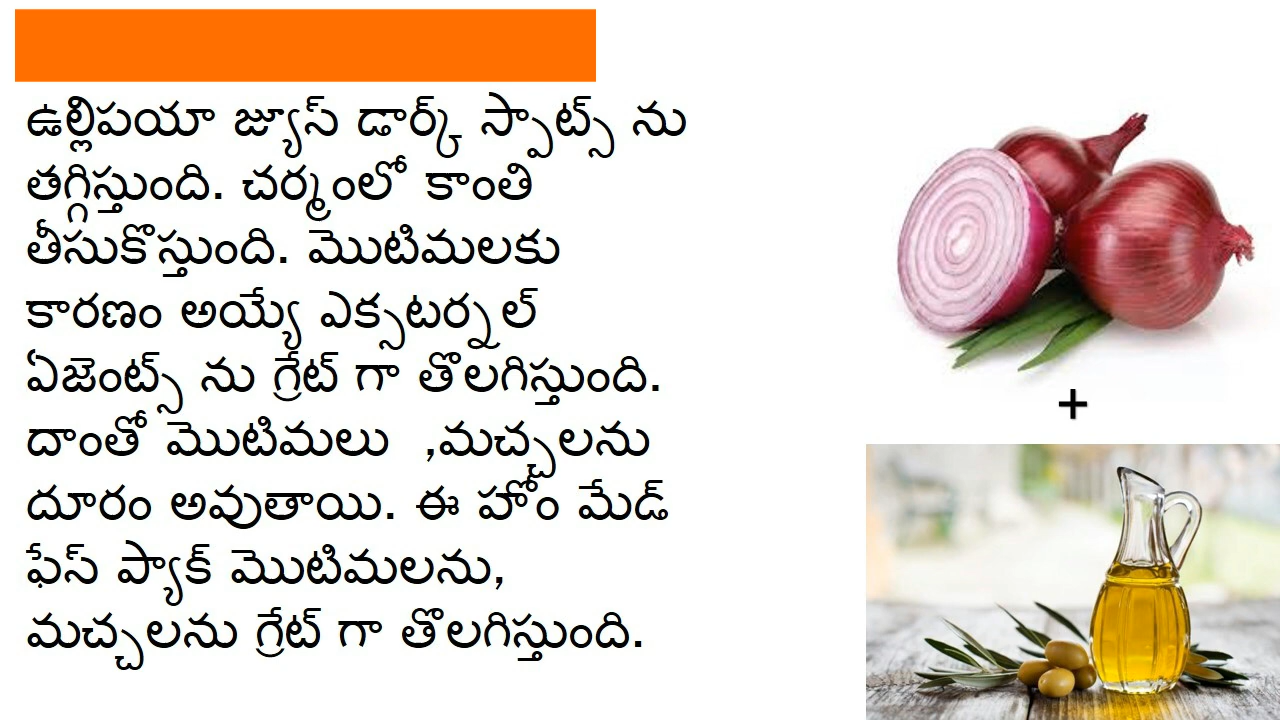 ఉల్లిపయా జ్యూస్ డార్క్ స్పాట్స్ ను
తగ్గిస్తుంది. చర్మంలో కాంతి
తీసుకొస్తుంది. మొటిమలకు
కారణం అయ్యే ఎక్సటర్నల్
ఏజెంట్స్ ను గ్రేట్ గా తొలగిస్తుంది.
దాంతో మొటిమలు  ,మచ్చలను
దూరం అవుతాయి. ఈ హోం మేడ్
ఫేస్ ప్యాక్ మొటిమలను,
మచ్చలను గ్రేట్ గా తొలగిస్తుంది.
+